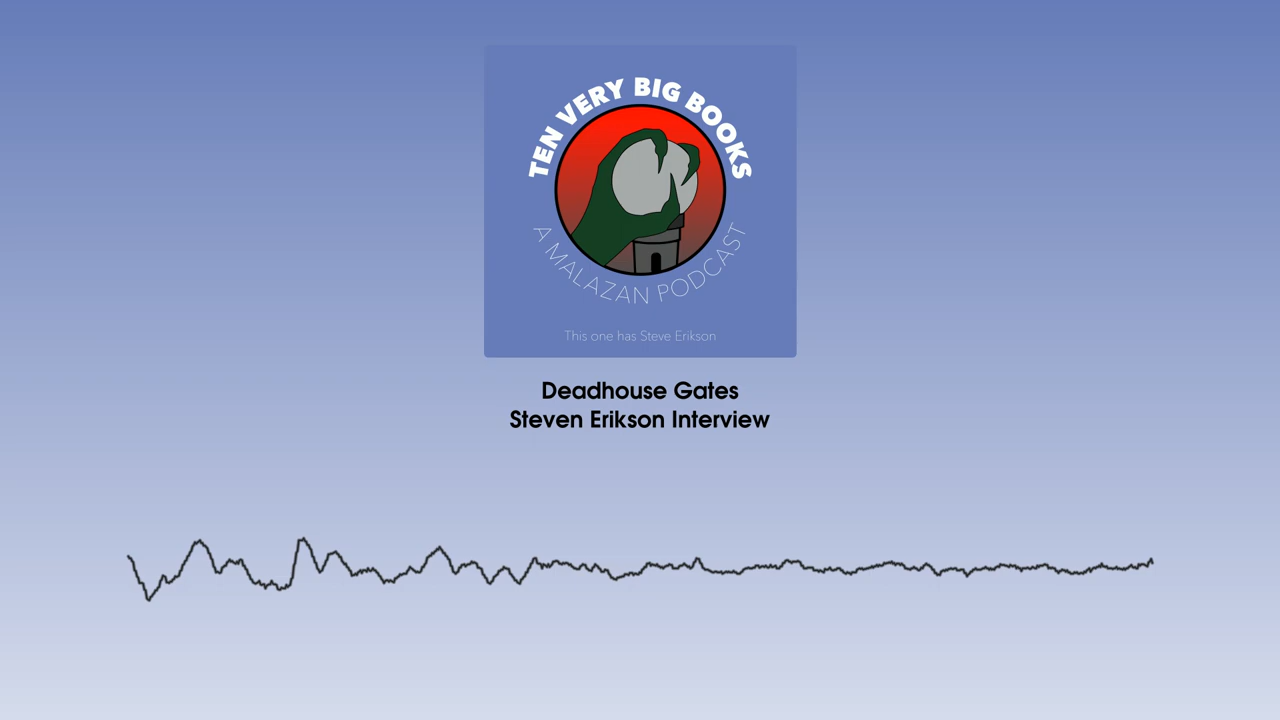 TEN VERY BIG BOOKS
A MALAZAN PODCAST
This one has Steve Erikson
Deadhouse Gates
Steven Erikson Interview